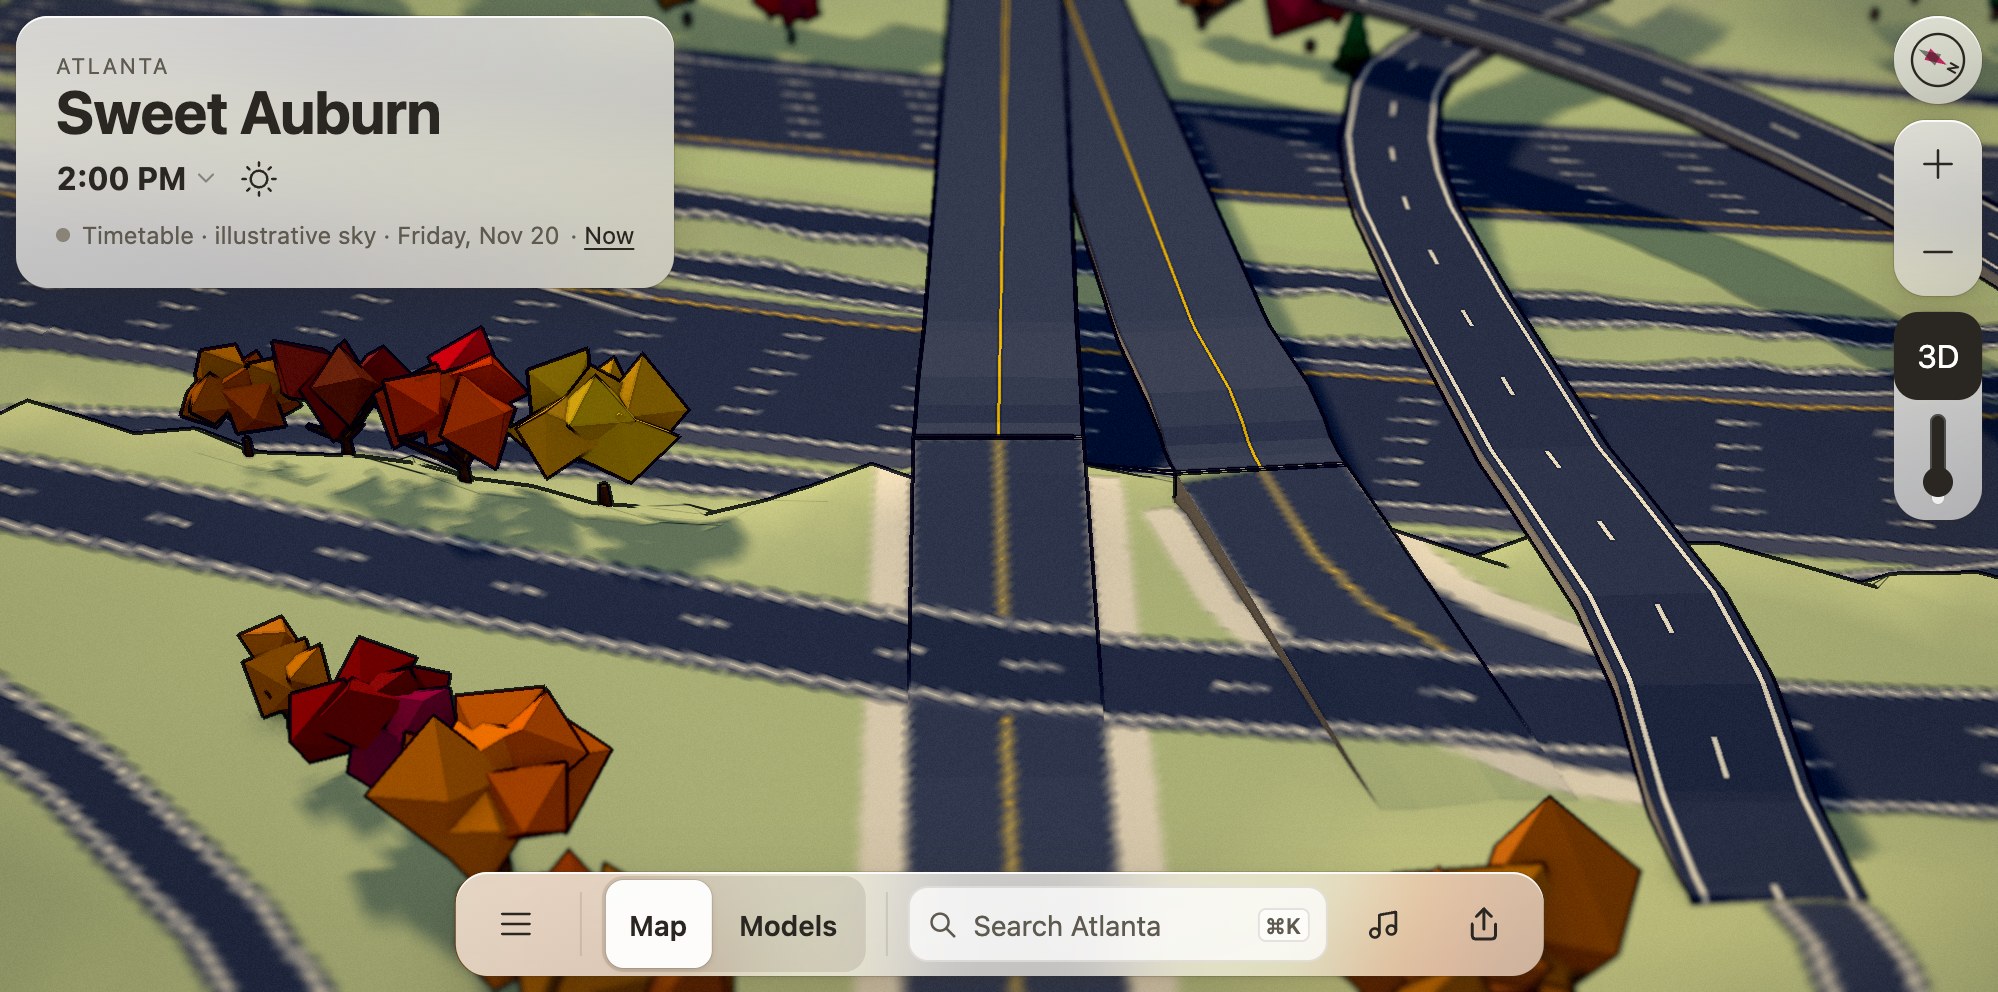 ATLANTA
Sweet Auburn
2:00 PM
Timetable · illustrative sky · Friday, Nov 20 · Now
N
3D
Map
Models
Search Atlanta
⌘K